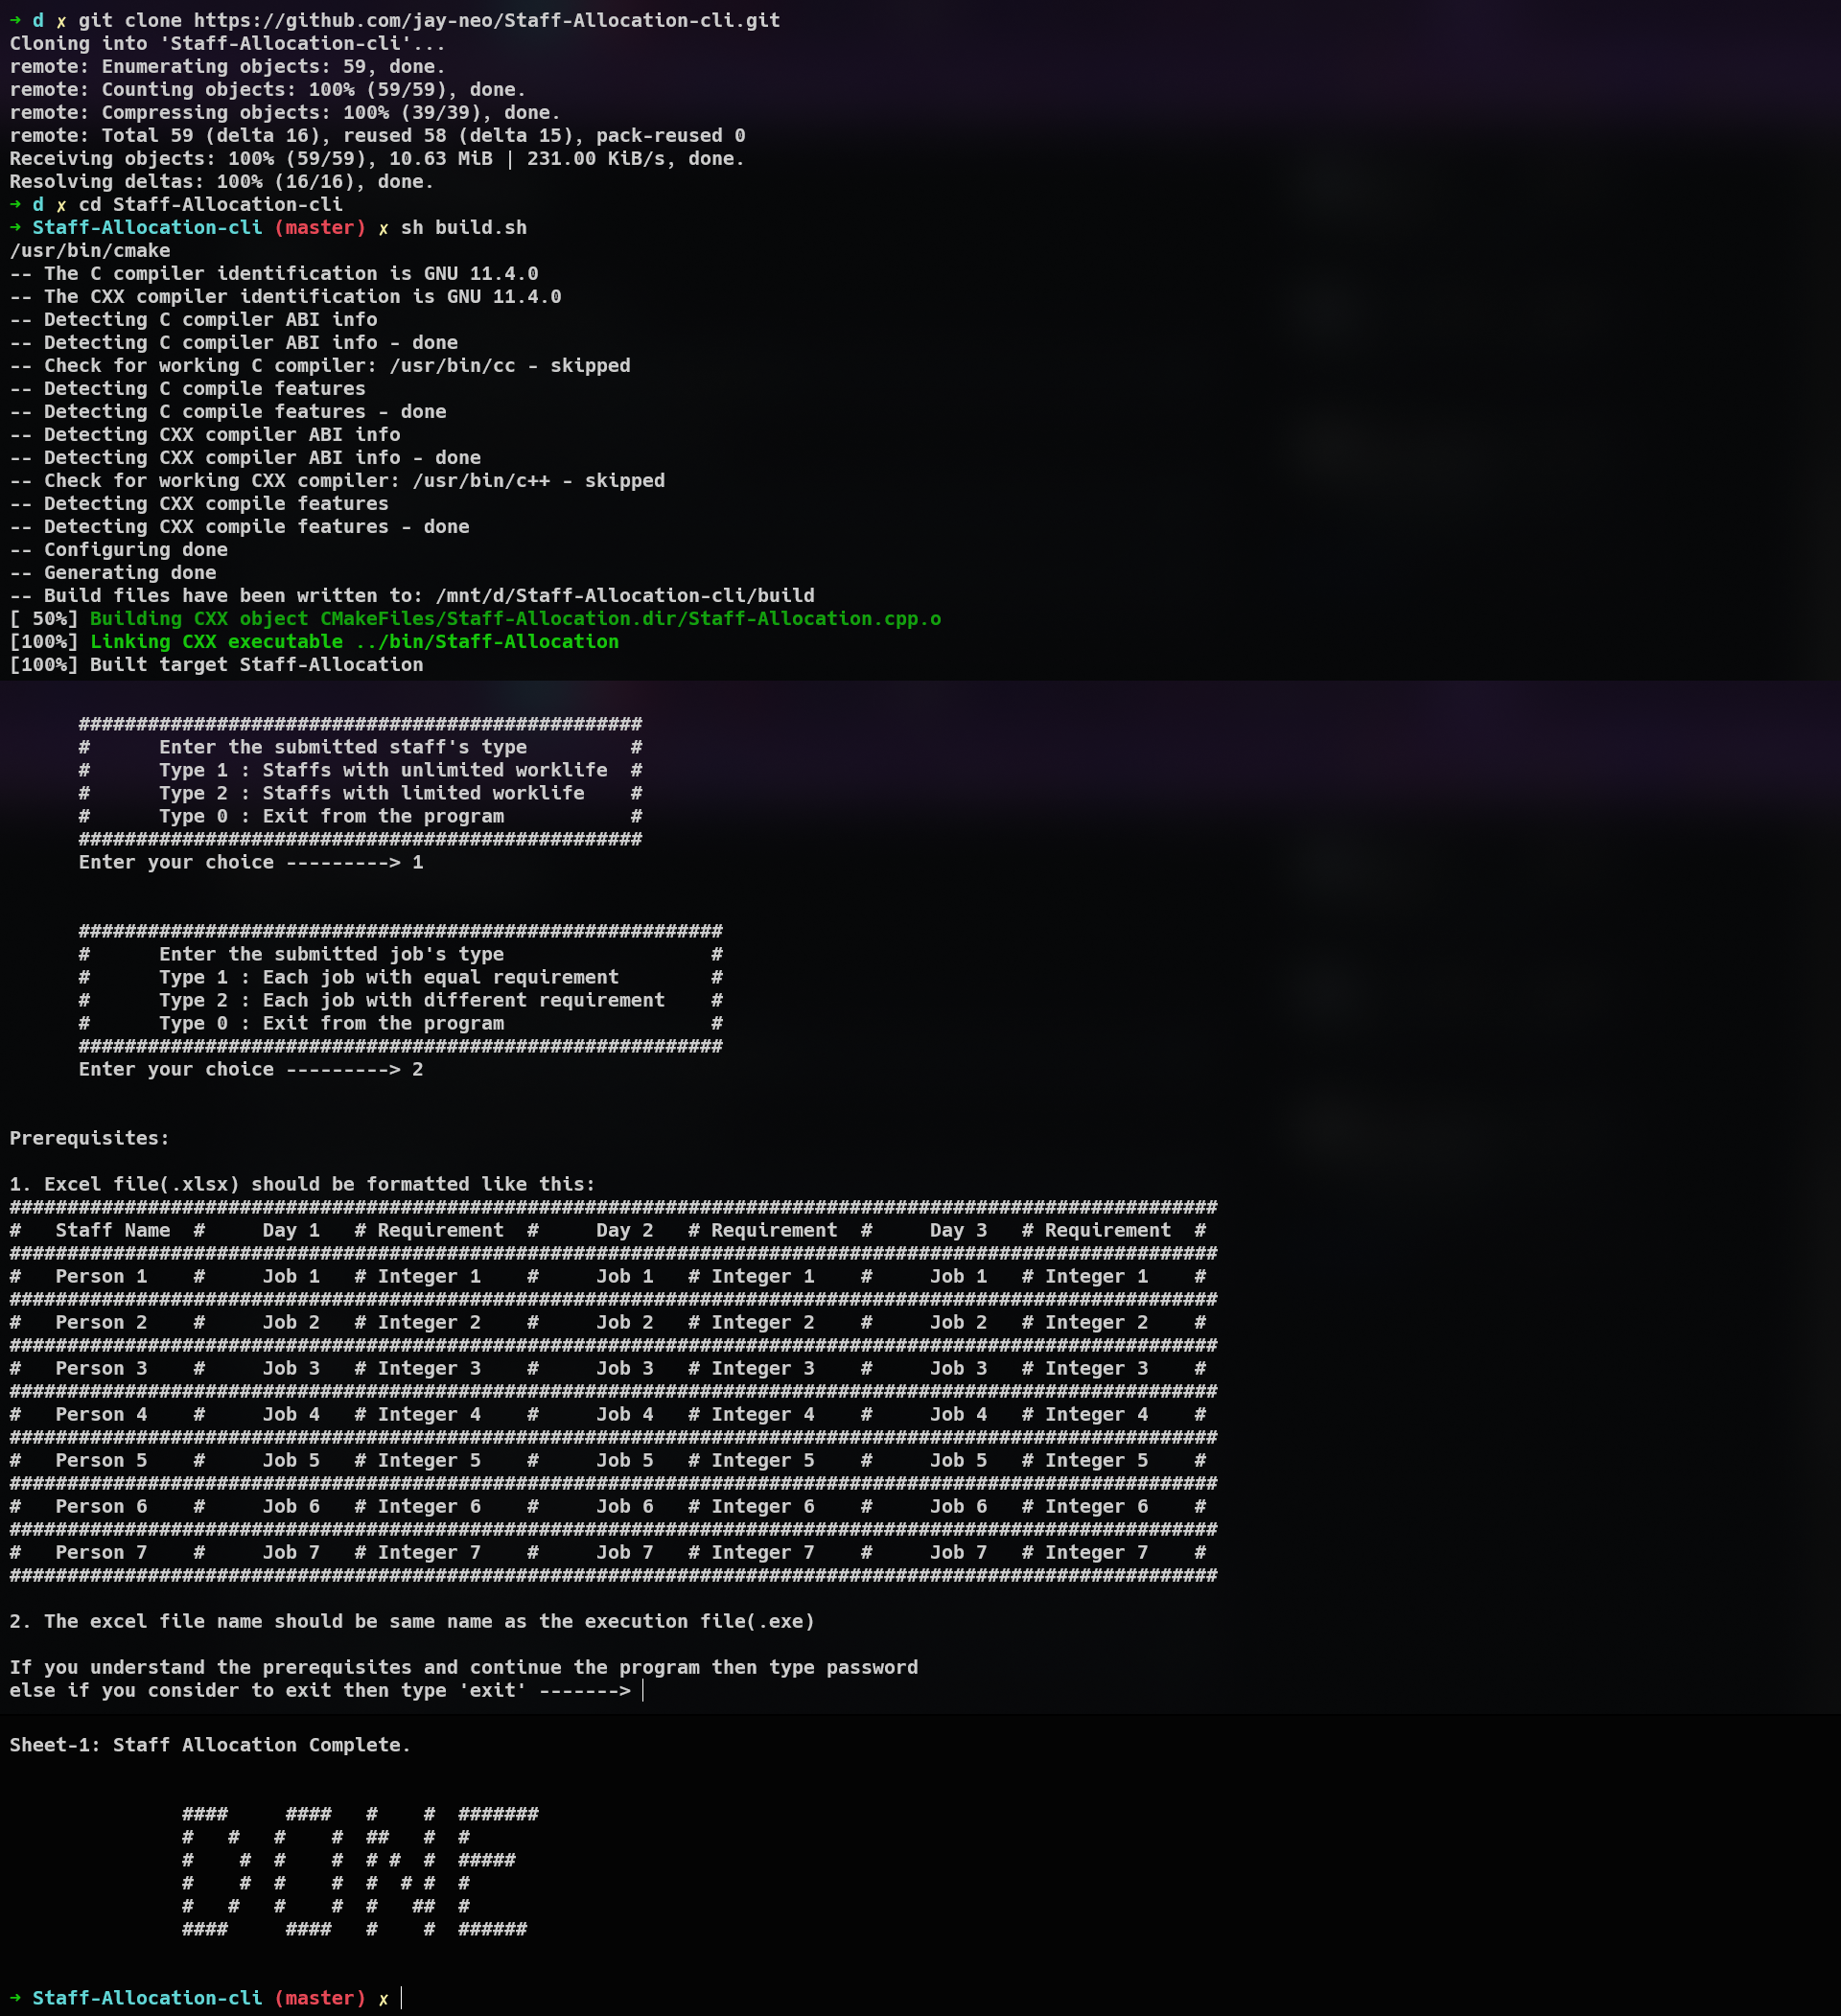 ➜ d ✗ git clone https://github.com/jay-neo/Staff-Allocation-cli.git
Cloning into 'Staff-Allocation-cli'...
remote: Enumerating objects: 59, done.
remote: Counting objects: 100% (59/59), done.
remote: Compressing objects: 100% (39/39), done.
remote: Total 59 (delta 16), reused 58 (delta 15), pack-reused 0
Receiving objects: 100% (59/59), 10.63 MiB | 231.00 KiB/s, done.
Resolving deltas: 100% (16/16), done.
➜ d ✗ cd Staff-Allocation-cli
➜ Staff-Allocation-cli (master) ✗ sh build.sh
/usr/bin/cmake
-- The C compiler identification is GNU 11.4.0
-- The CXX compiler identification is GNU 11.4.0
-- Detecting C compiler ABI info
-- Detecting C compiler ABI info - done
-- Check for working C compiler: /usr/bin/cc - skipped
-- Detecting C compile features
-- Detecting C compile features - done
-- Detecting CXX compiler ABI info
-- Detecting CXX compiler ABI info - done
-- Check for working CXX compiler: /usr/bin/c++ - skipped
-- Detecting CXX compile features
-- Detecting CXX compile features - done
-- Configuring done
-- Generating done
-- Build files have been written to: /mnt/d/Staff-Allocation-cli/build
[ 50%] Building CXX object CMakeFiles/Staff-Allocation.dir/Staff-Allocation.cpp.o
[100%] Linking CXX executable ../bin/Staff-Allocation
[100%] Built target Staff-Allocation
#################################################
#      Enter the submitted staff's type         #
#      Type 1 : Staffs with unlimited worklife  #
#      Type 2 : Staffs with limited worklife    #
#      Type 0 : Exit from the program           #
#################################################
Enter your choice ---------> 1
########################################################
#      Enter the submitted job's type                  #
#      Type 1 : Each job with equal requirement        #
#      Type 2 : Each job with different requirement    #
#      Type 0 : Exit from the program                  #
########################################################
Enter your choice ---------> 2
Prerequisites:
1. Excel file(.xlsx) should be formatted like this:
#########################################################################################################
#   Staff Name  #     Day 1   # Requirement  #     Day 2   # Requirement  #     Day 3   # Requirement  #
#########################################################################################################
#   Person 1    #     Job 1   # Integer 1    #     Job 1   # Integer 1    #     Job 1   # Integer 1    #
#########################################################################################################
#   Person 2    #     Job 2   # Integer 2    #     Job 2   # Integer 2    #     Job 2   # Integer 2    #
#########################################################################################################
#   Person 3    #     Job 3   # Integer 3    #     Job 3   # Integer 3    #     Job 3   # Integer 3    #
#########################################################################################################
#   Person 4    #     Job 4   # Integer 4    #     Job 4   # Integer 4    #     Job 4   # Integer 4    #
#########################################################################################################
#   Person 5    #     Job 5   # Integer 5    #     Job 5   # Integer 5    #     Job 5   # Integer 5    #
#########################################################################################################
#   Person 6    #     Job 6   # Integer 6    #     Job 6   # Integer 6    #     Job 6   # Integer 6    #
#########################################################################################################
#   Person 7    #     Job 7   # Integer 7    #     Job 7   # Integer 7    #     Job 7   # Integer 7    #
#########################################################################################################
2. The excel file name should be same name as the execution file(.exe)
If you understand the prerequisites and continue the program then type password
else if you consider to exit then type 'exit' ------->
Sheet-1: Staff Allocation Complete.
####     ####   #    #  #######
#   #   #    #  ##   #  #
#    #  #    #  # #  #  #####
#    #  #    #  #  # #  #
#   #   #    #  #   ##  #
####     ####   #    #  ######
➜ Staff-Allocation-cli (master) ✗